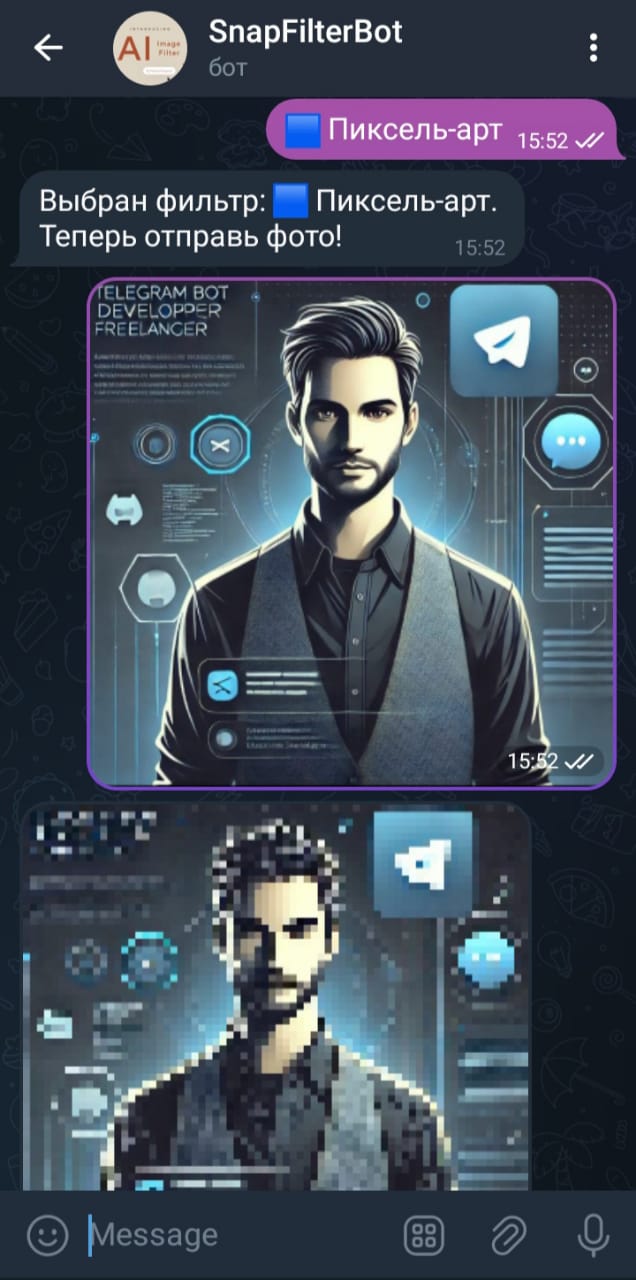 INTRODUCING
AI Image
Filter
SnapFilterBot
бот
Пиксель-арт 15:52
Выбран фильтр: Пиксель-арт.
Теперь отправь фото! 15:52
TELEGRAM BOT
DEVELOPPER
FREELANCER
15:52
Message